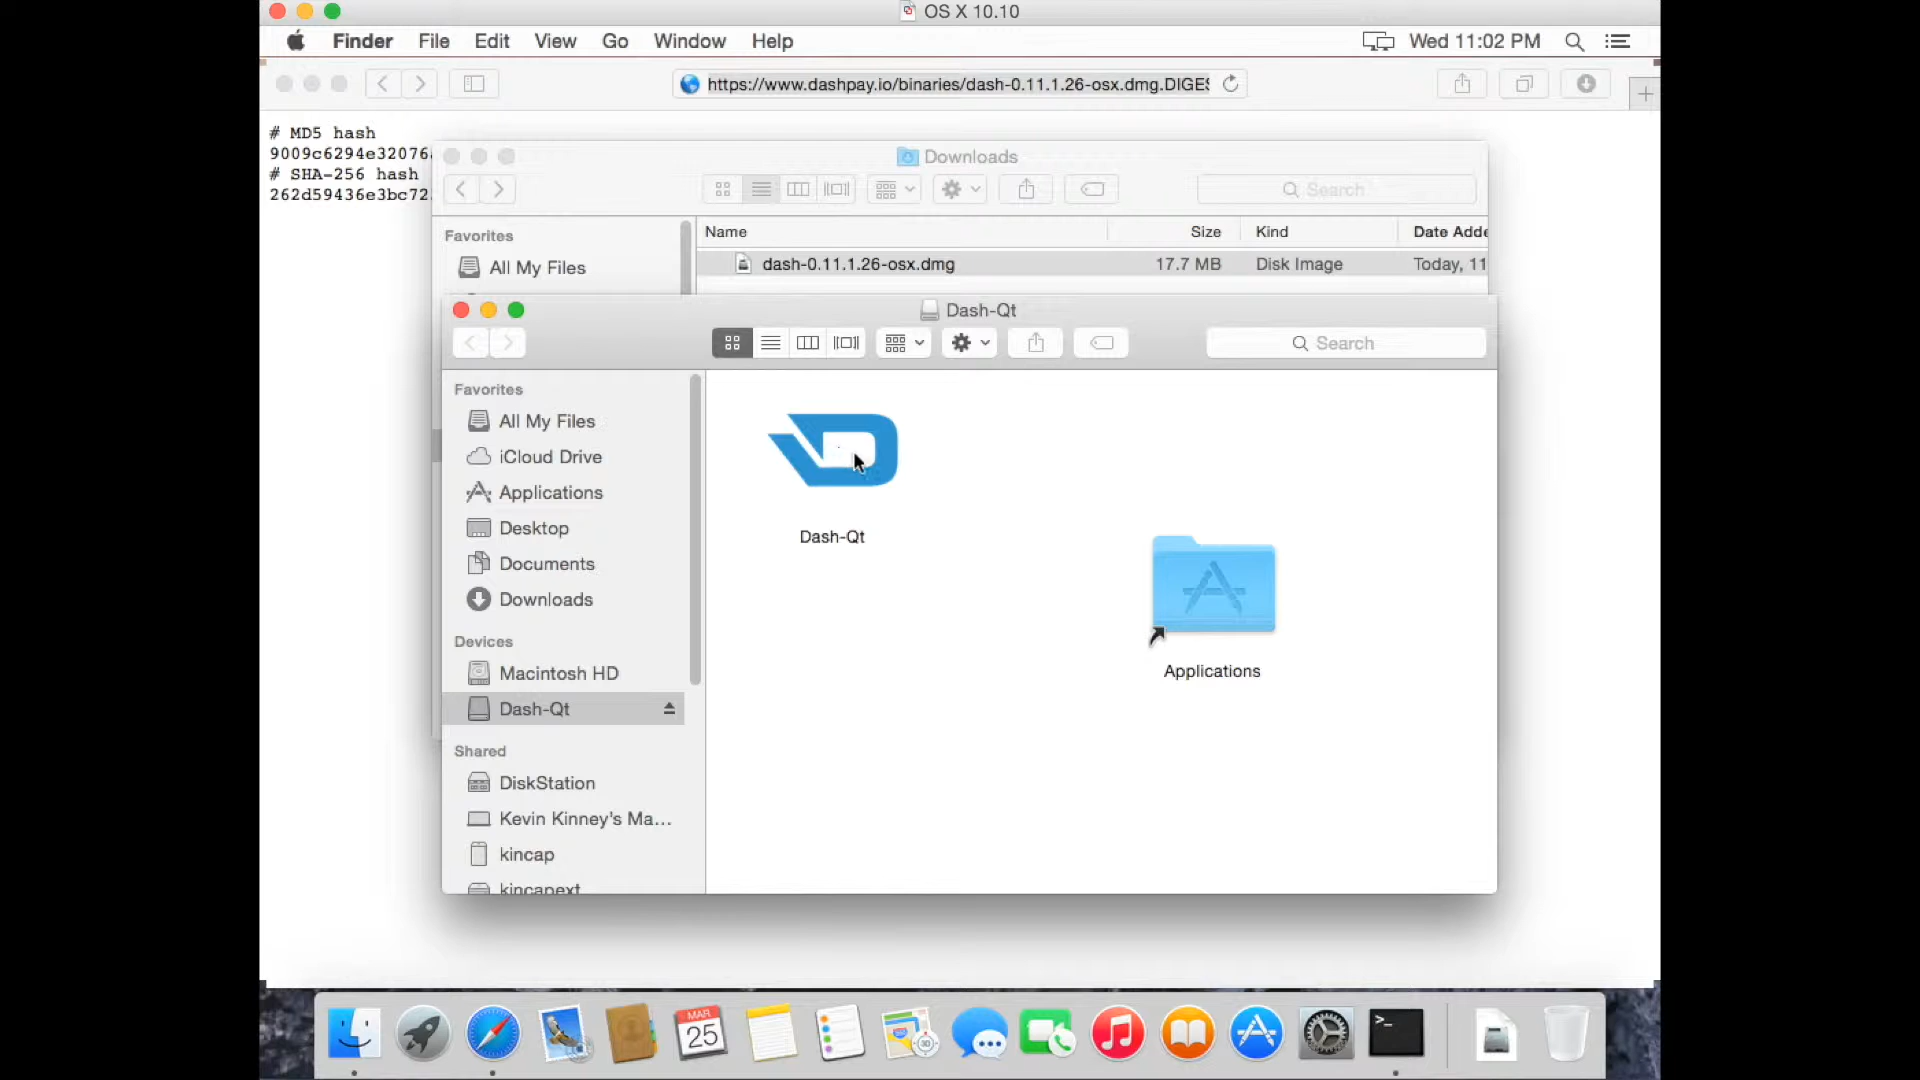 OS X 10.10
Finder File Edit View Go Window Help
Wed 11:02 PM
https://www.dashpay.io/binaries/dash-0.11.1.26-osx.dmg.DIGES
# MD5 hash
9009c6294e32076
# SHA-256 hash
262d59436e3bc72
Downloads
Search
Favorites
All My Files
Name Size Kind Date Adde
dash-0.11.1.26-osx.dmg 17.7 MB Disk Image Today, 11
Dash-Qt
Search
Favorites
All My Files
iCloud Drive
Applications
Desktop
Documents
Downloads
Devices
Macintosh HD
Dash-Qt
Shared
DiskStation
Kevin Kinney's Ma...
kincap
kincapext
Dash-Qt
Applications
MAR
25